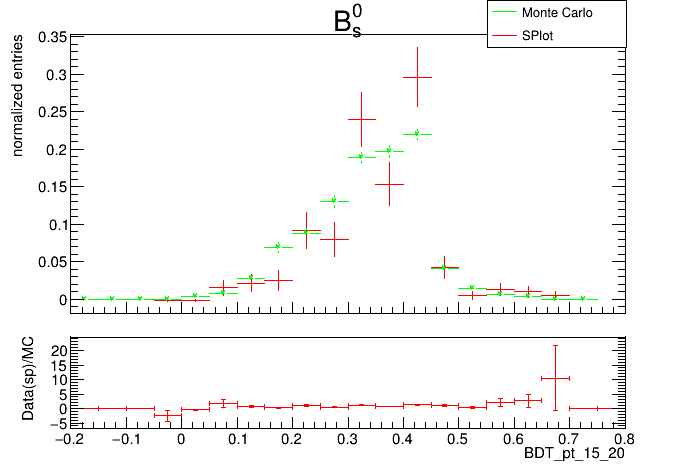 B_s^0
Monte Carlo
SPlot
normalized entries
0.35
0.3
0.25
0.2
0.15
0.1
0.05
0
Data(sp)/MC
20
15
10
5
0
−5
−0.2 −0.1 0 0.1 0.2 0.3 0.4 0.5 0.6 0.7 0.8
BDT_pt_15_20